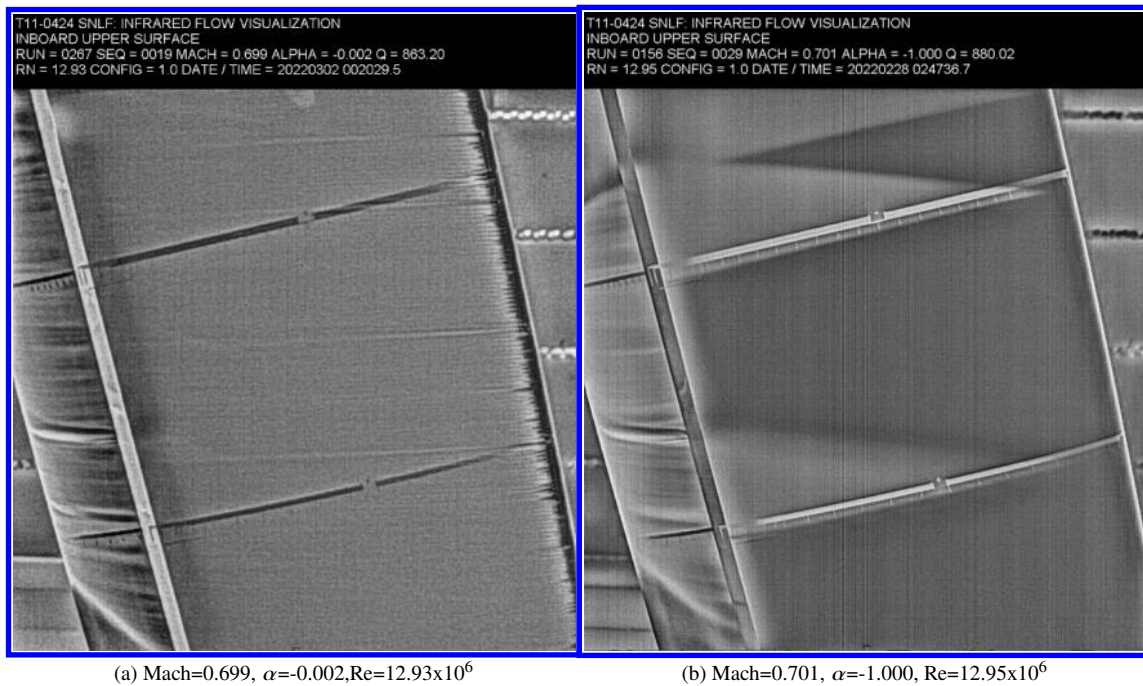 T11-0424 SNLF: INFRARED FLOW VISUALIZATION
INBOARD UPPER SURFACE
RUN = 0267 SEQ = 0019 MACH = 0.699 ALPHA = -0.002 Q = 863.20
RN = 12.93 CONFIG = 1.0 DATE / TIME = 20220302 002029.5
T11-0424 SNLF: INFRARED FLOW VISUALIZATION
INBOARD UPPER SURFACE
RUN = 0156 SEQ = 0029 MACH = 0.701 ALPHA = -1.000 Q = 880.02
RN = 12.95 CONFIG = 1.0 DATE / TIME = 20220228 024736.7
(a) Mach=0.699, α=-0.002,Re=12.93x10⁶
(b) Mach=0.701, α=-1.000, Re=12.95x10⁶